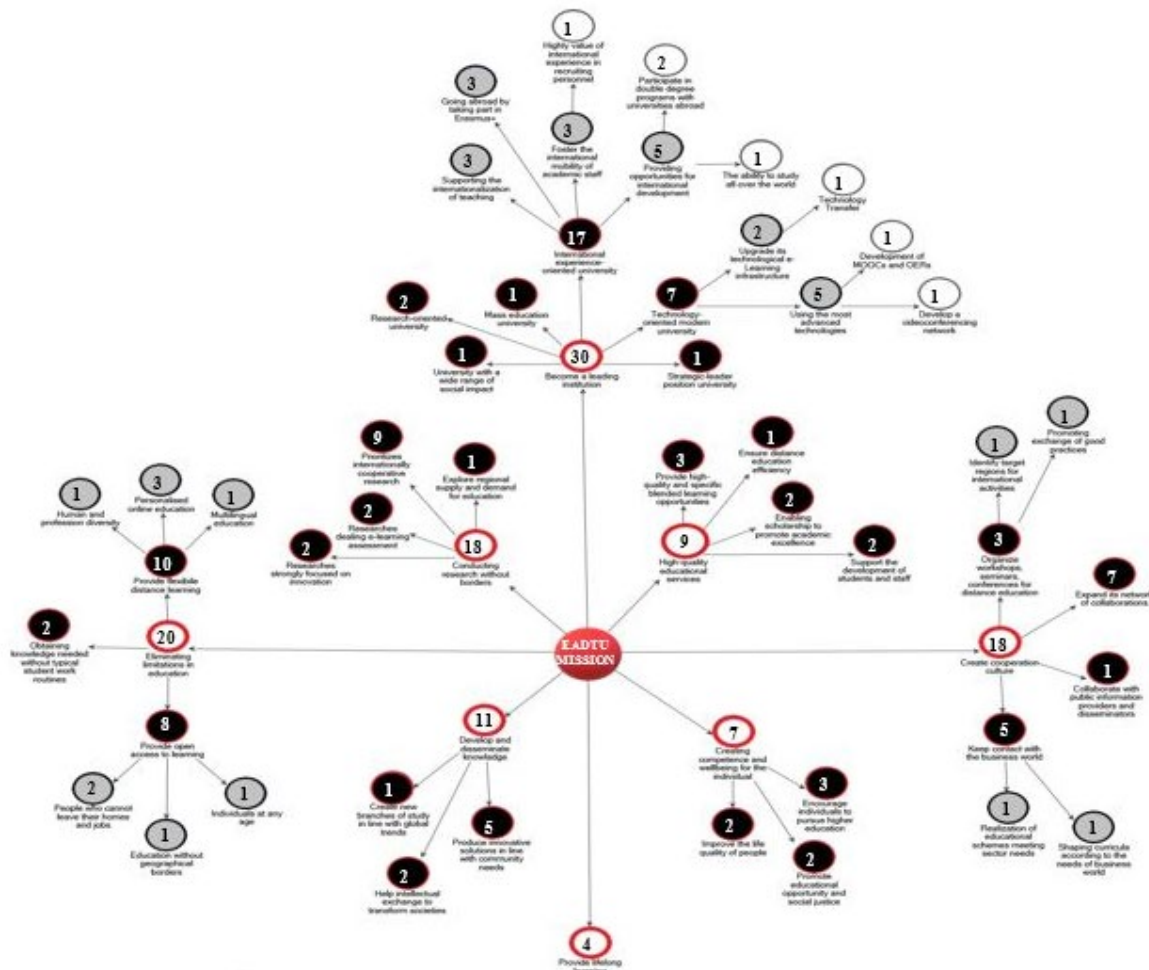 1
Highly value of
international
experience in
recruiting
personnel
3
Going abroad by
taking part in
Erasmus+
2
Participate in
double degree
programs with
universities abroad
3
Foster the
international
mobility of
academic staff
3
Supporting the
internationalization
of teaching
5
Providing
opportunities for
international
development
1
The ability to study
all-over the world
1
Technology
Transfer
17
International
experience-
oriented university
2
Upgrade its
technological e-
Learning
infrastructure
1
Development of
MOOCs and OERs
2
Research-oriented
university
1
Mass education
university
7
Technology-
oriented modern
university
5
Using the most
advanced
technologies
1
Develop a
videoconferencing
network
1
University with a
wide range of
social impact
30
Become a leading
institution
1
Strategic-leader
position university
9
Prioritizes
internationally
cooperative
research
1
Explore regional
supply and demand
for education
2
Researches
dealing e-learning
assessment
2
Researches
strongly focused on
innovation
18
Conducting
research without
borders
3
Provide high-
quality and specific
blended learning
opportunities
1
Ensure distance
education
efficiency
2
Enabling
scholarship to
promote academic
excellence
9
High-quality
educational
services
2
Support the
development of
students and staff
1
Identify target
regions for
international
activities
1
Promoting
exchange of good
practices
3
Organize
workshops,
seminars,
conferences for
distance education
7
Expand its network
of collaborations
18
Create cooperation
culture
1
Collaborate with
public information
providers and
disseminators
5
Keep contact with
the business world
1
Realization of
educational
schemes meeting
sector needs
1
Shaping curricula
according to the
needs of business
world
1
Human and
profession diversity
3
Personalised
online education
1
Multilingual
education
10
Provide flexibile
distance learning
2
Obtaining
knowledge needed
without typical
student work
routines
20
Eliminating
limitations in
education
8
Provide open
access to learning
2
People who cannot
leave their homes
and jobs
1
Education without
geographical
borders
1
Individuals at any
age
EADTU
MISSION
11
Develop and
disseminate
knowledge
1
Create new
branches of study
in line with global
trends
5
Produce innovative
solutions in line
with community
needs
2
Help intellectual
exchange to
transform societies
7
Creating
competence and
wellbeing for the
individual
3
Encourage
individuals to
pursue higher
education
2
Improve the life
quality of people
2
Promote
educational
opportunity and
social justice
4
Provide lifelong